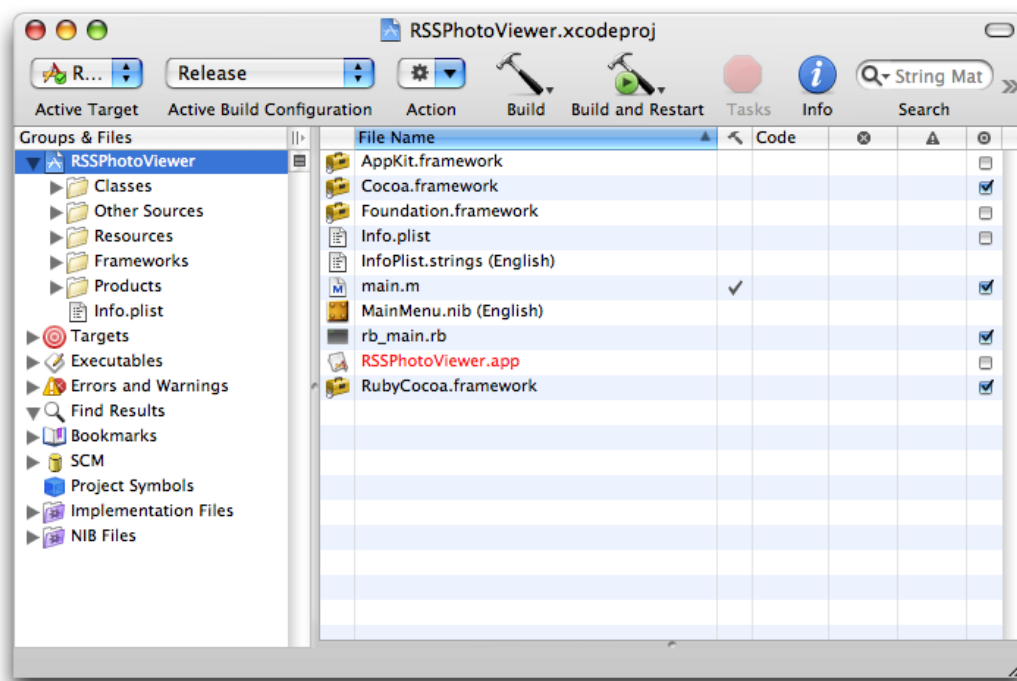 RSSPhotoViewer.xcodeproj
R... Release String Mat
Active Target Active Build Configuration Action Build Build and Restart Tasks Info Search
Groups & Files File Name Code
RSSPhotoViewer AppKit.framework
Classes Cocoa.framework
Other Sources Foundation.framework
Resources Info.plist
Frameworks InfoPlist.strings (English)
Products main.m
Info.plist MainMenu.nib (English)
Targets rb_main.rb
Executables RSSPhotoViewer.app
Errors and Warnings RubyCocoa.framework
Find Results
Bookmarks
SCM
Project Symbols
Implementation Files
NIB Files